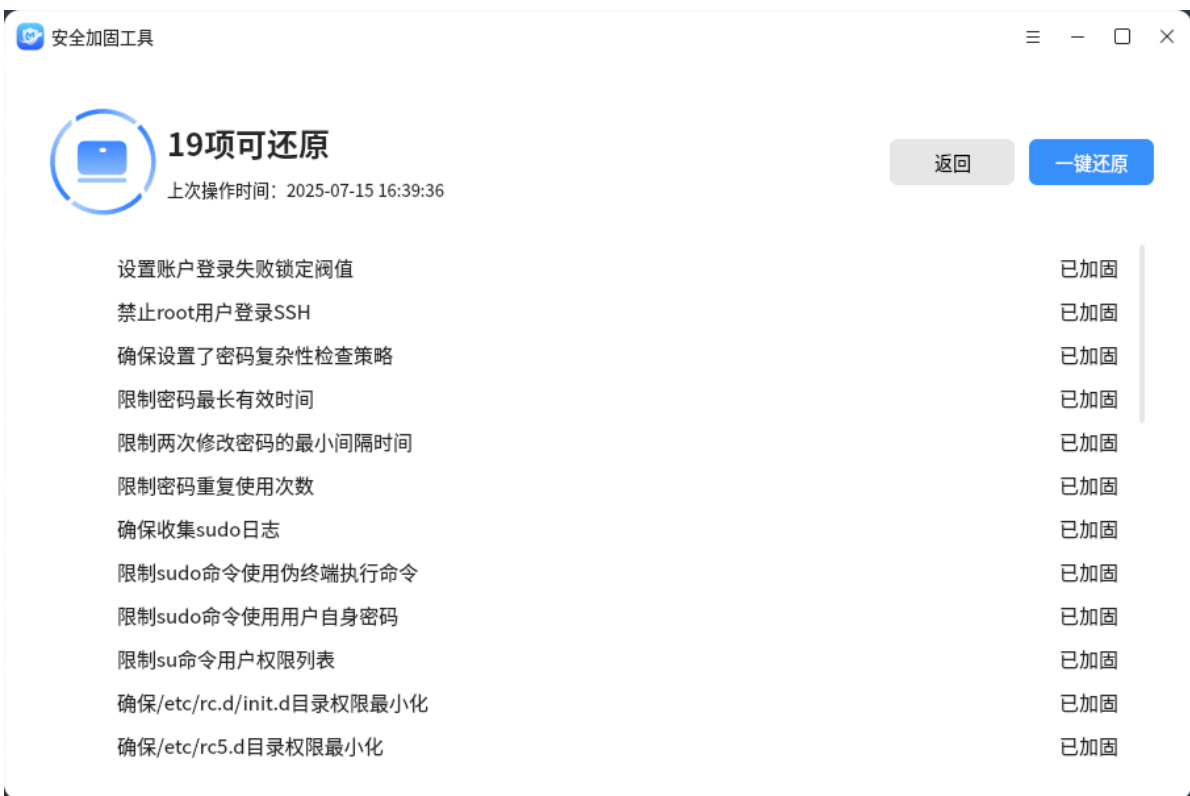 安全加固工具
19项可还原
上次操作时间：2025-07-15 16:39:36
返回
一键还原
设置账户登录失败锁定阀值 已加固
禁止root用户登录SSH 已加固
确保设置了密码复杂性检查策略 已加固
限制密码最长有效时间 已加固
限制两次修改密码的最小间隔时间 已加固
限制密码重复使用次数 已加固
确保收集sudo日志 已加固
限制sudo命令使用伪终端执行命令 已加固
限制sudo命令使用用户自身密码 已加固
限制su命令用户权限列表 已加固
确保/etc/rc.d/init.d目录权限最小化 已加固
确保/etc/rc5.d目录权限最小化 已加固